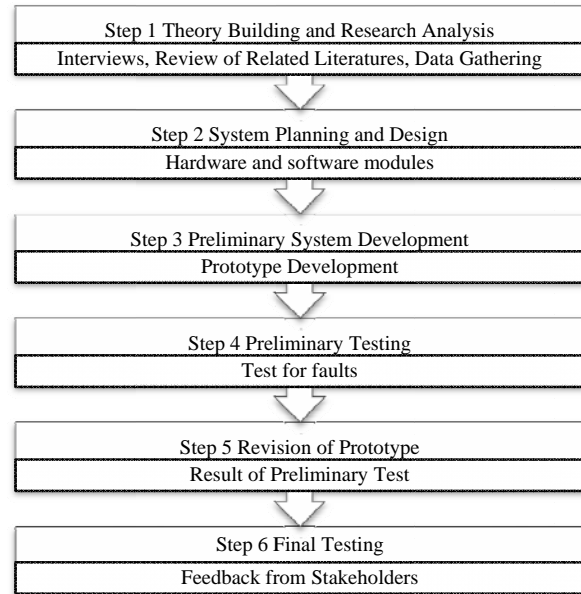 Step 1 Theory Building and Research Analysis
Interviews, Review of Related Literatures, Data Gathering
Step 2 System Planning and Design
Hardware and software modules
Step 3 Preliminary System Development
Prototype Development
Step 4 Preliminary Testing
Test for faults
Step 5 Revision of Prototype
Result of Preliminary Test
Step 6 Final Testing
Feedback from Stakeholders